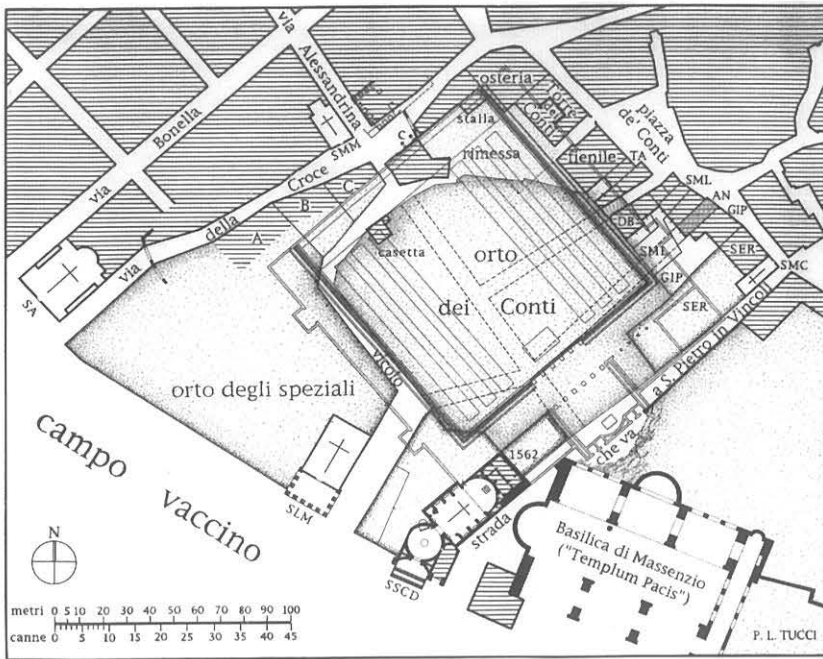 via Bonella
via Alessandrina
via della Croce
SMM
C
osteria
stalla
rimessa
Torre dei Conti
fienile
TA
piazza de' Conti
SML
AN
GIP
DB
SML
GIP
SER
SER
SMC
A
B
C
casetta
orto
dei Conti
SA
vicolo
orto degli speziali
campo
vaccino
SLM
1562
SSCD
strada che va a S. Pietro in Vincoli
Basilica di Massenzio
("Templum Pacis")
N
metri 0 5 10 20 30 40 50 60 70 80 90 100
canne 0 5 10 15 20 25 30 35 40 45
P. L. TUCCI